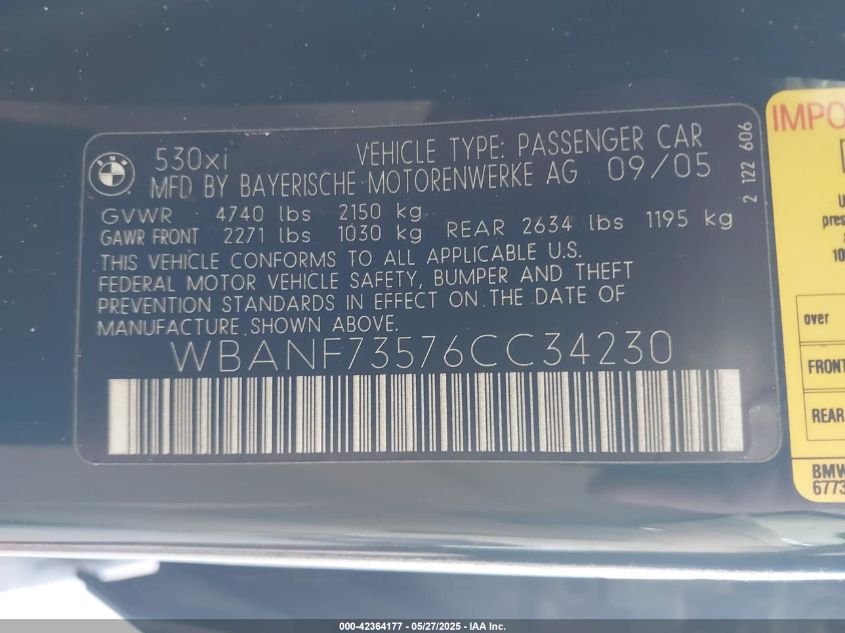 BMW
530xi VEHICLE TYPE: PASSENGER CAR
MFD BY BAYERISCHE MOTORENWERKE AG 09/05
2 122 606
GVWR 4740 lbs 2150 kg
GAWR FRONT 2271 lbs 1030 kg REAR 2634 lbs 1195 kg
THIS VEHICLE CONFORMS TO ALL APPLICABLE U.S.
FEDERAL MOTOR VEHICLE SAFETY, BUMPER AND THEFT
PREVENTION STANDARDS IN EFFECT ON THE DATE OF
MANUFACTURE SHOWN ABOVE.
WBANF73576CC34230
IMPO
U
pres
10
over
FRONT
REAR
BMW
6773
000-42364177 - 05/27/2025 - IAA Inc.